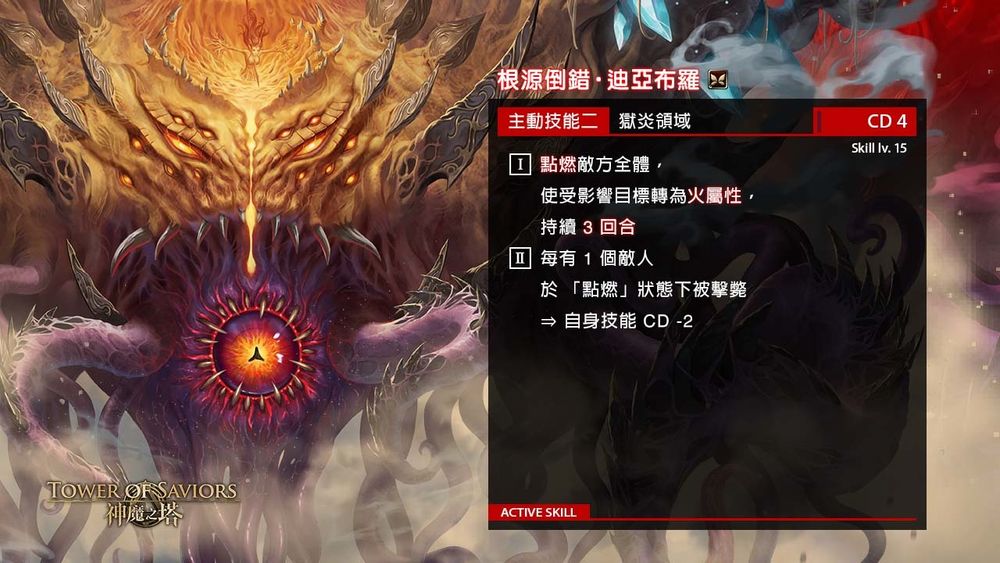 根源倒錯‧迪亞布羅
主動技能二 獄炎領域 CD 4
Skill lv. 15
I 點燃敵方全體，
使受影響目標轉為火屬性，
持續 3 回合
II 每有 1 個敵人
於「點燃」狀態下被擊斃
⇒ 自身技能 CD -2
TOWER OF SAVIORS
神魔之塔
ACTIVE SKILL